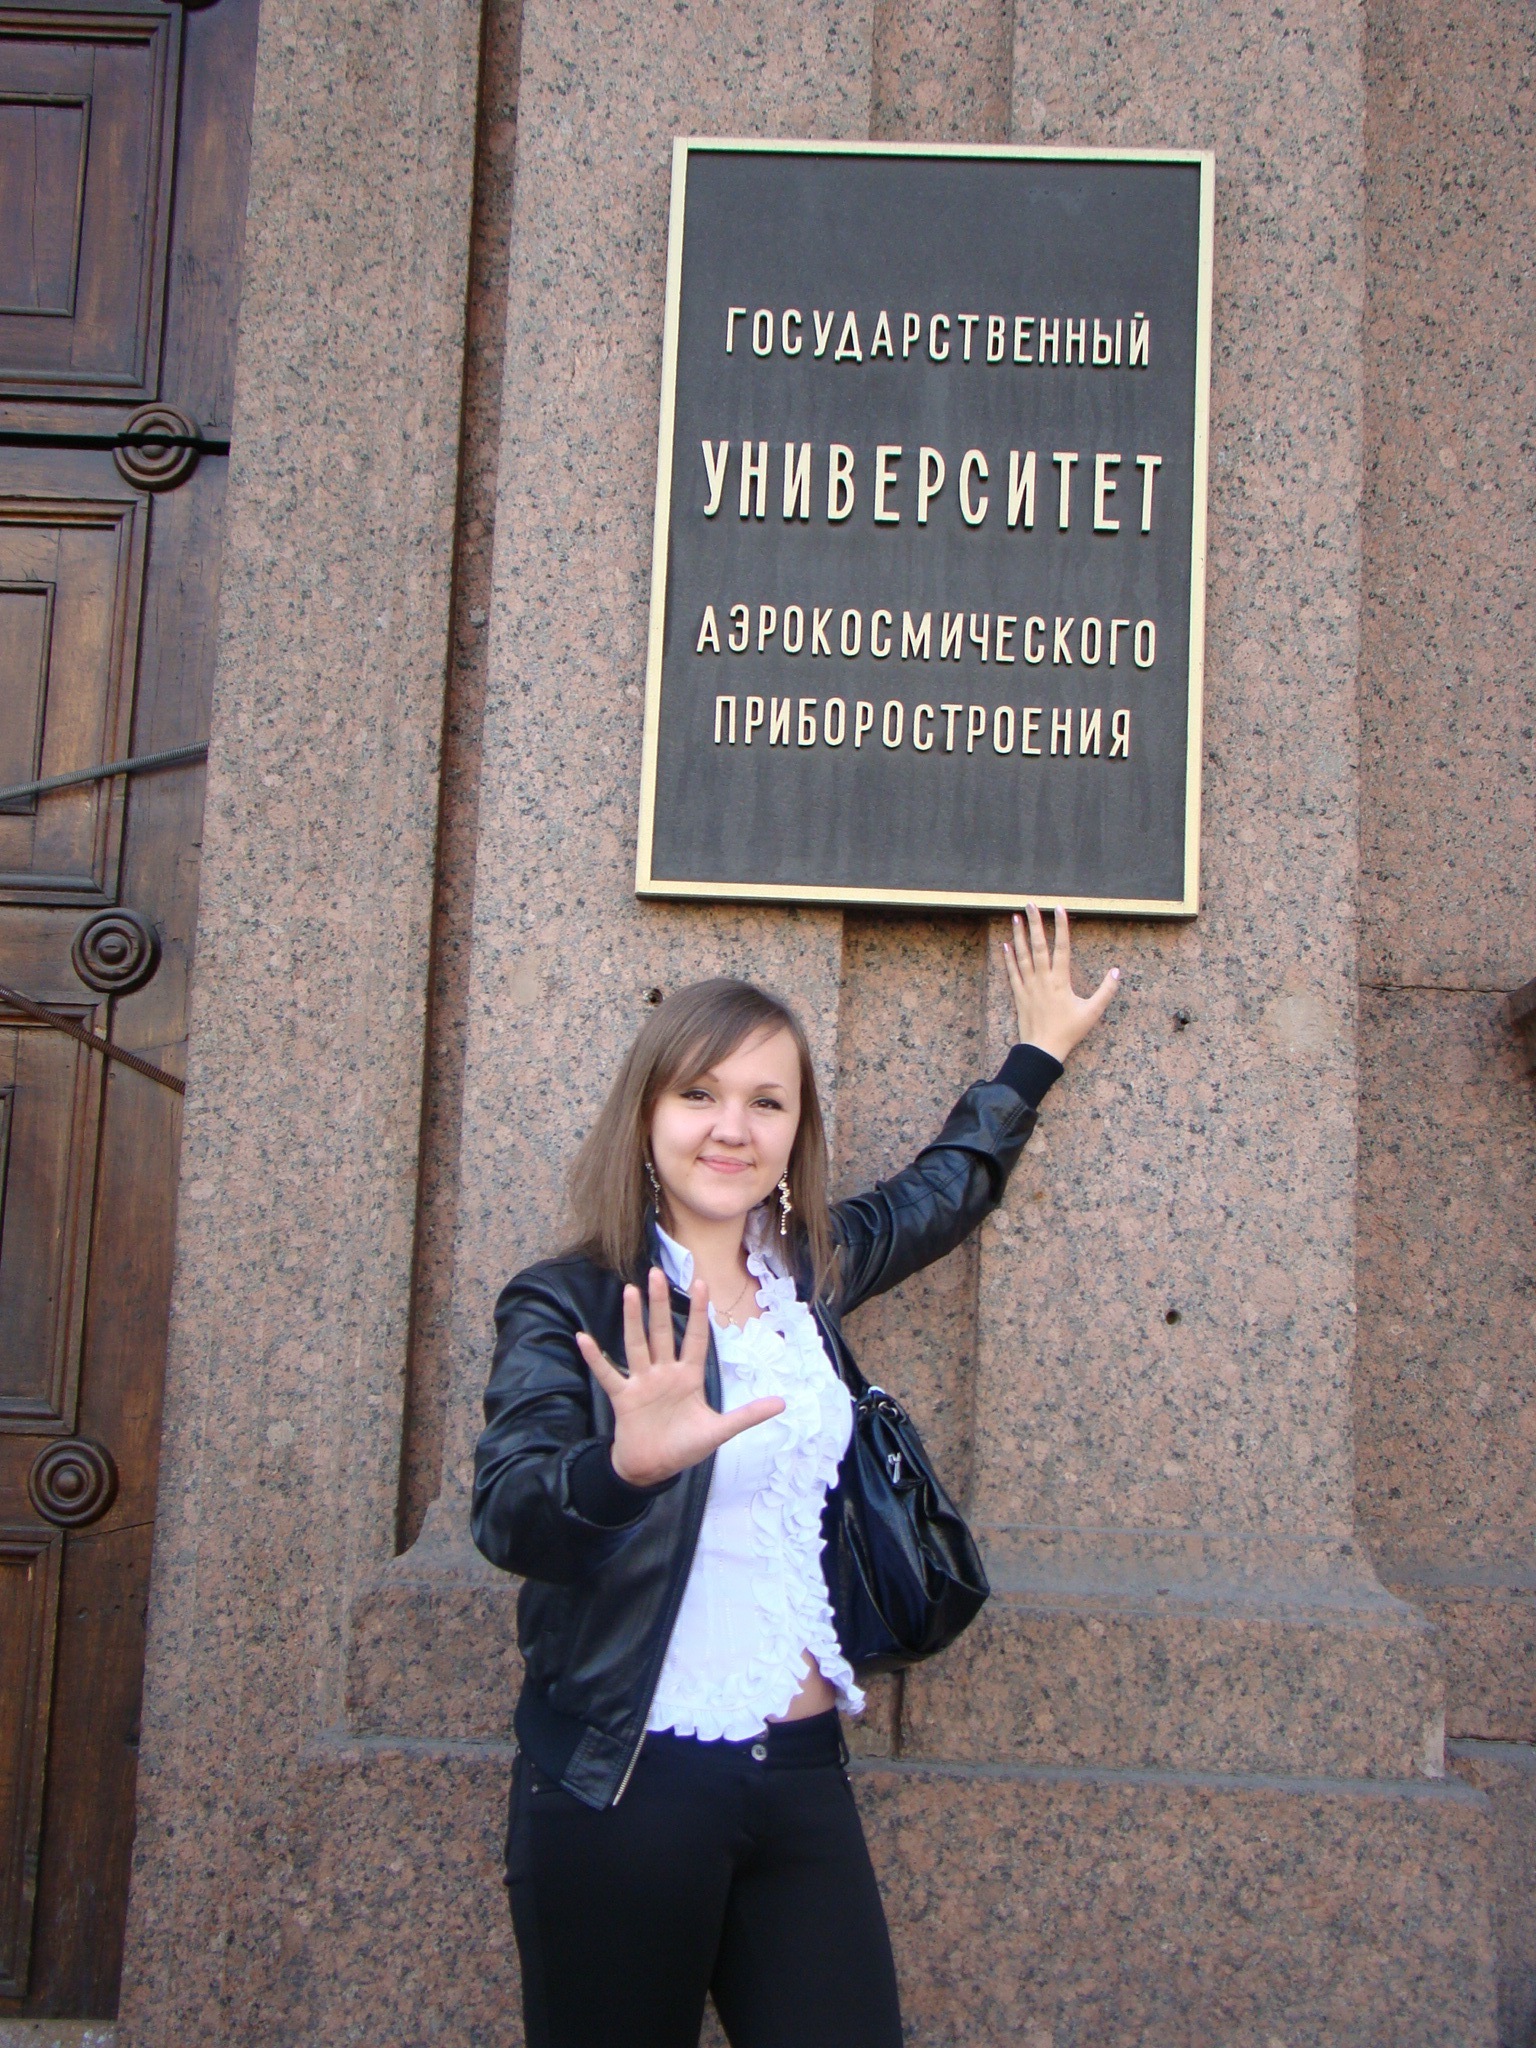 ГОСУДАРСТВЕННЫЙ
УНИВЕРСИТЕТ
АЭРОКОСМИЧЕСКОГО
ПРИБОРОСТРОЕНИЯ